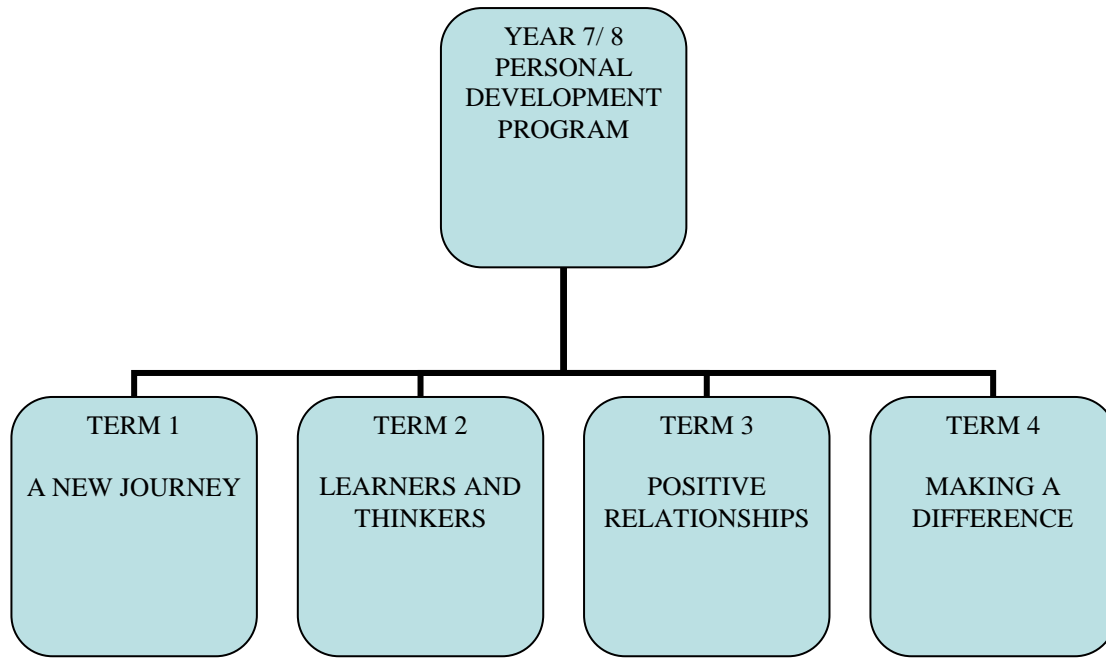 YEAR 7/ 8
PERSONAL
DEVELOPMENT
PROGRAM
TERM 1
A NEW JOURNEY
TERM 2
LEARNERS AND
THINKERS
TERM 3
POSITIVE
RELATIONSHIPS
TERM 4
MAKING A
DIFFERENCE